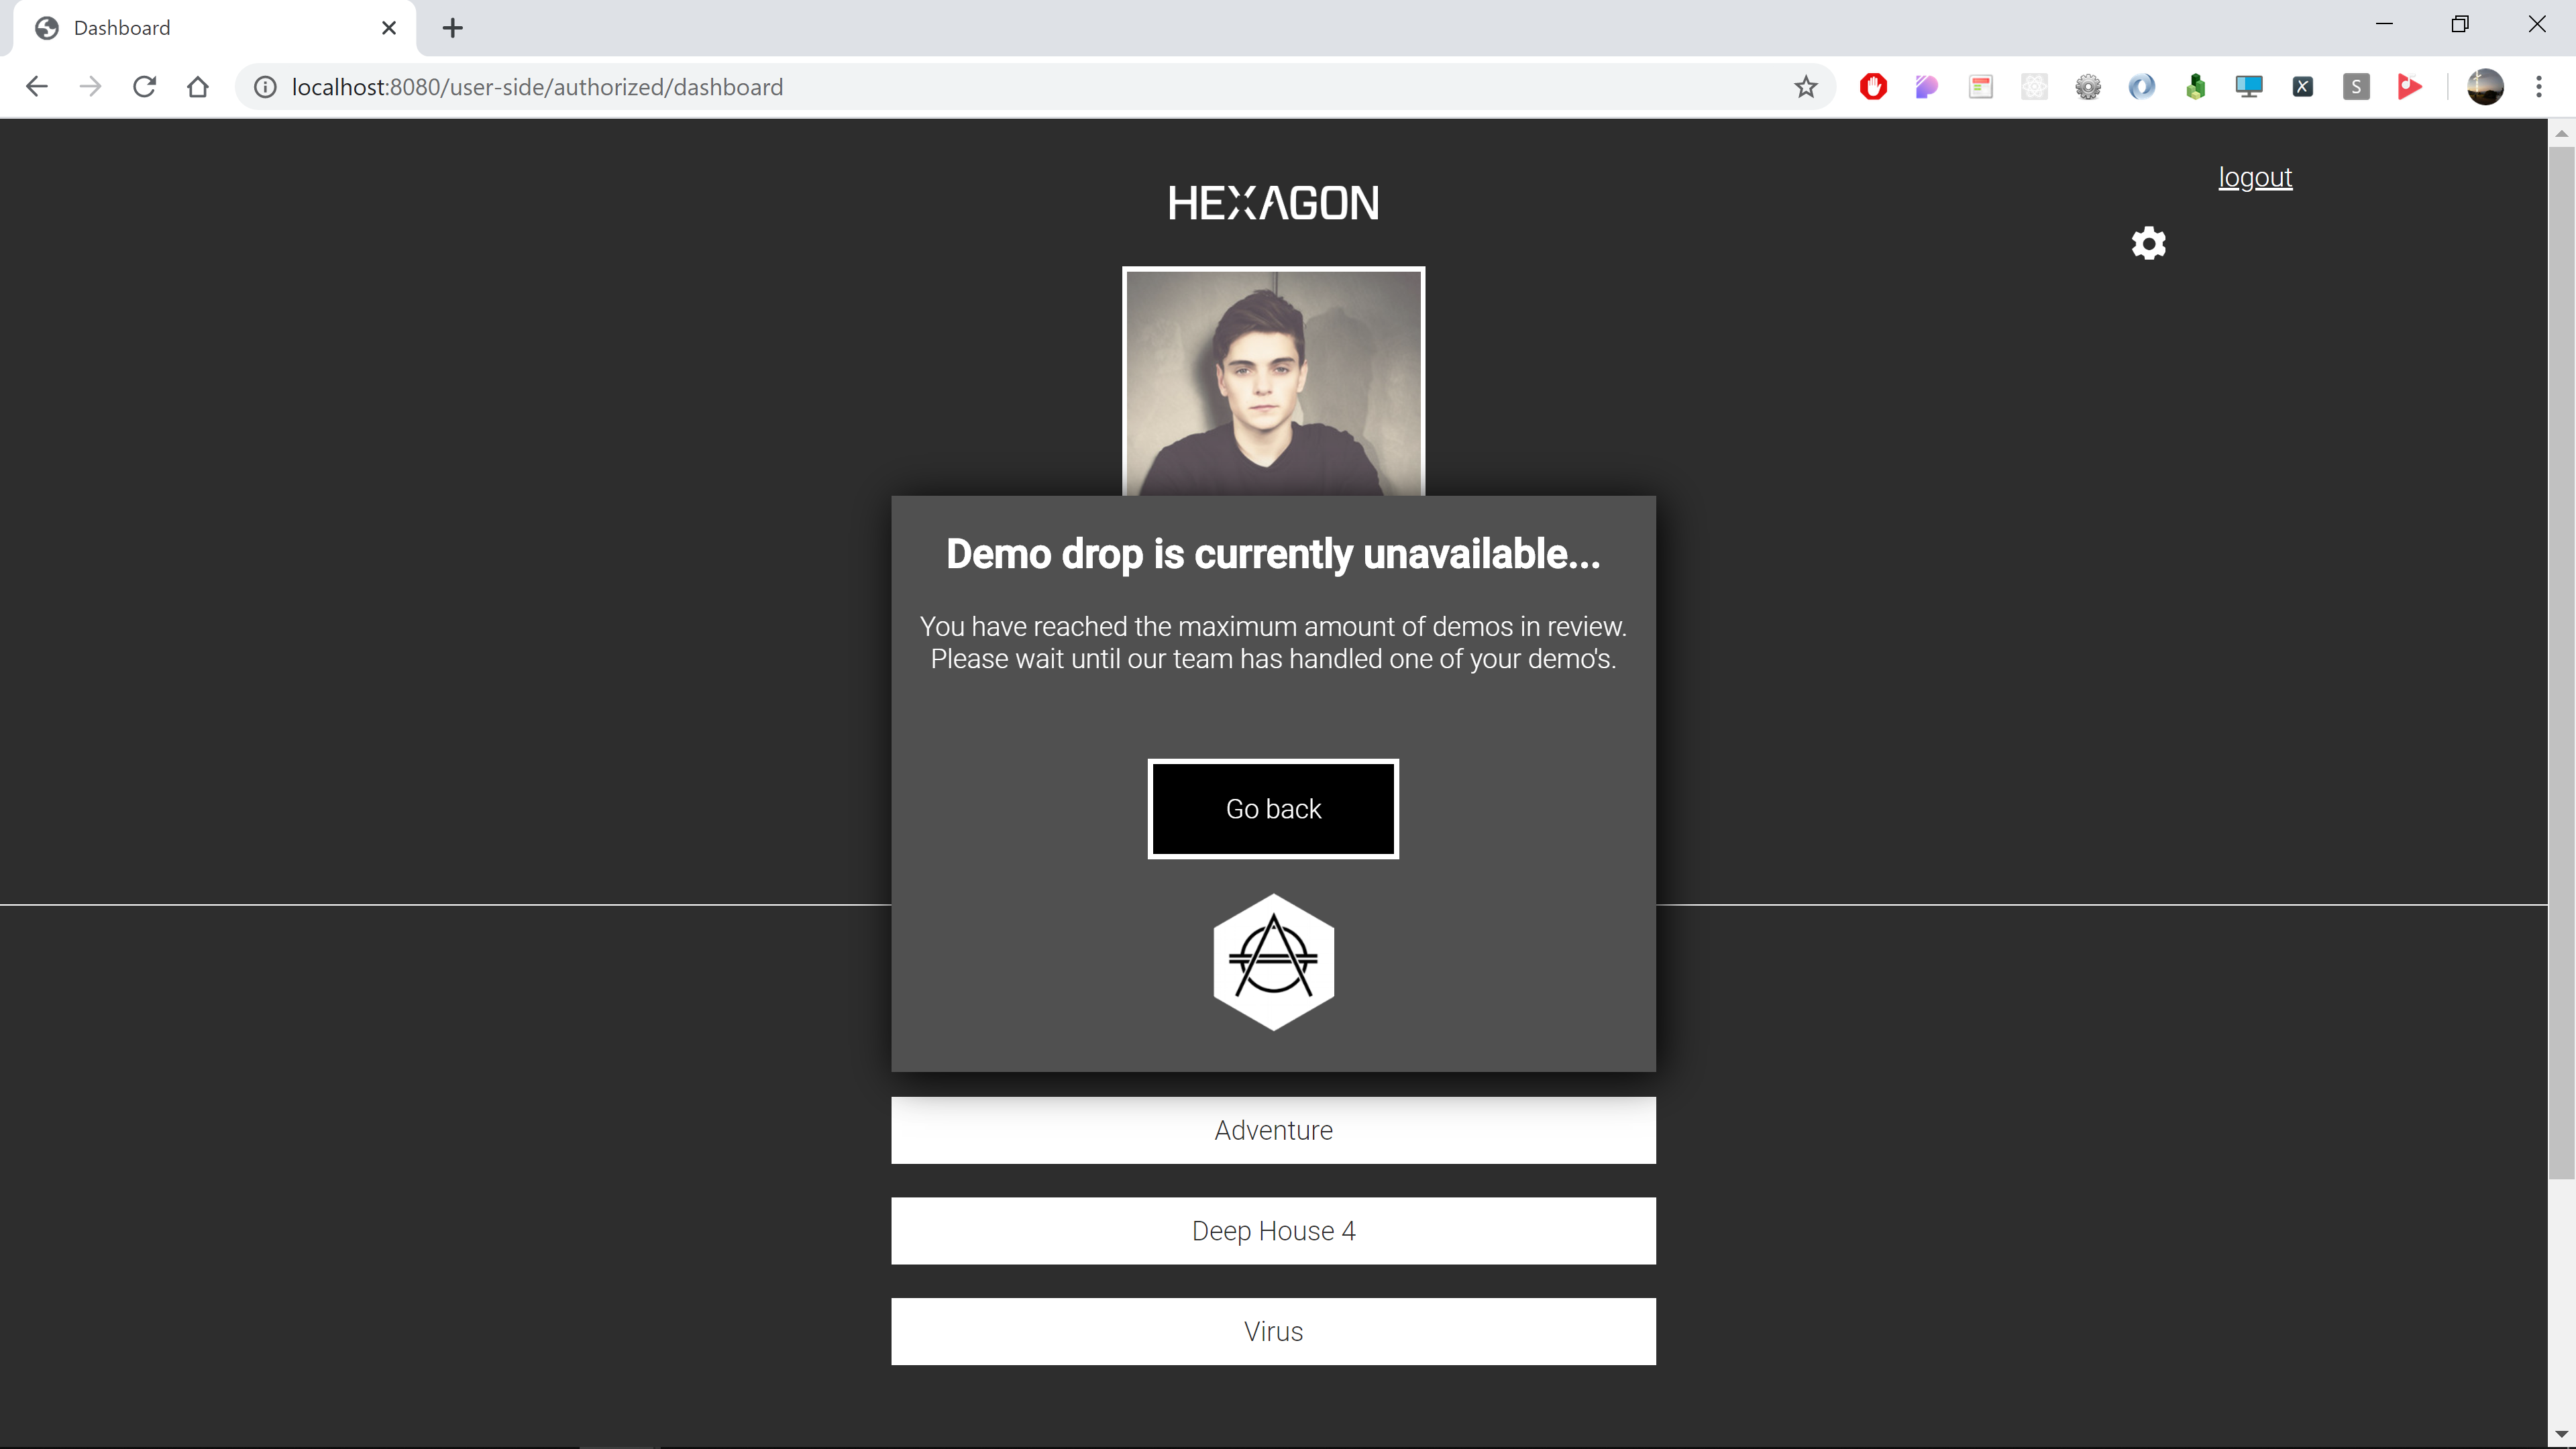 Dashboard
localhost:8080/user-side/authorized/dashboard
logout
HEXAGON
Demo drop is currently unavailable...
You have reached the maximum amount of demos in review.
Please wait until our team has handled one of your demo's.
Go back
Adventure
Deep House 4
Virus